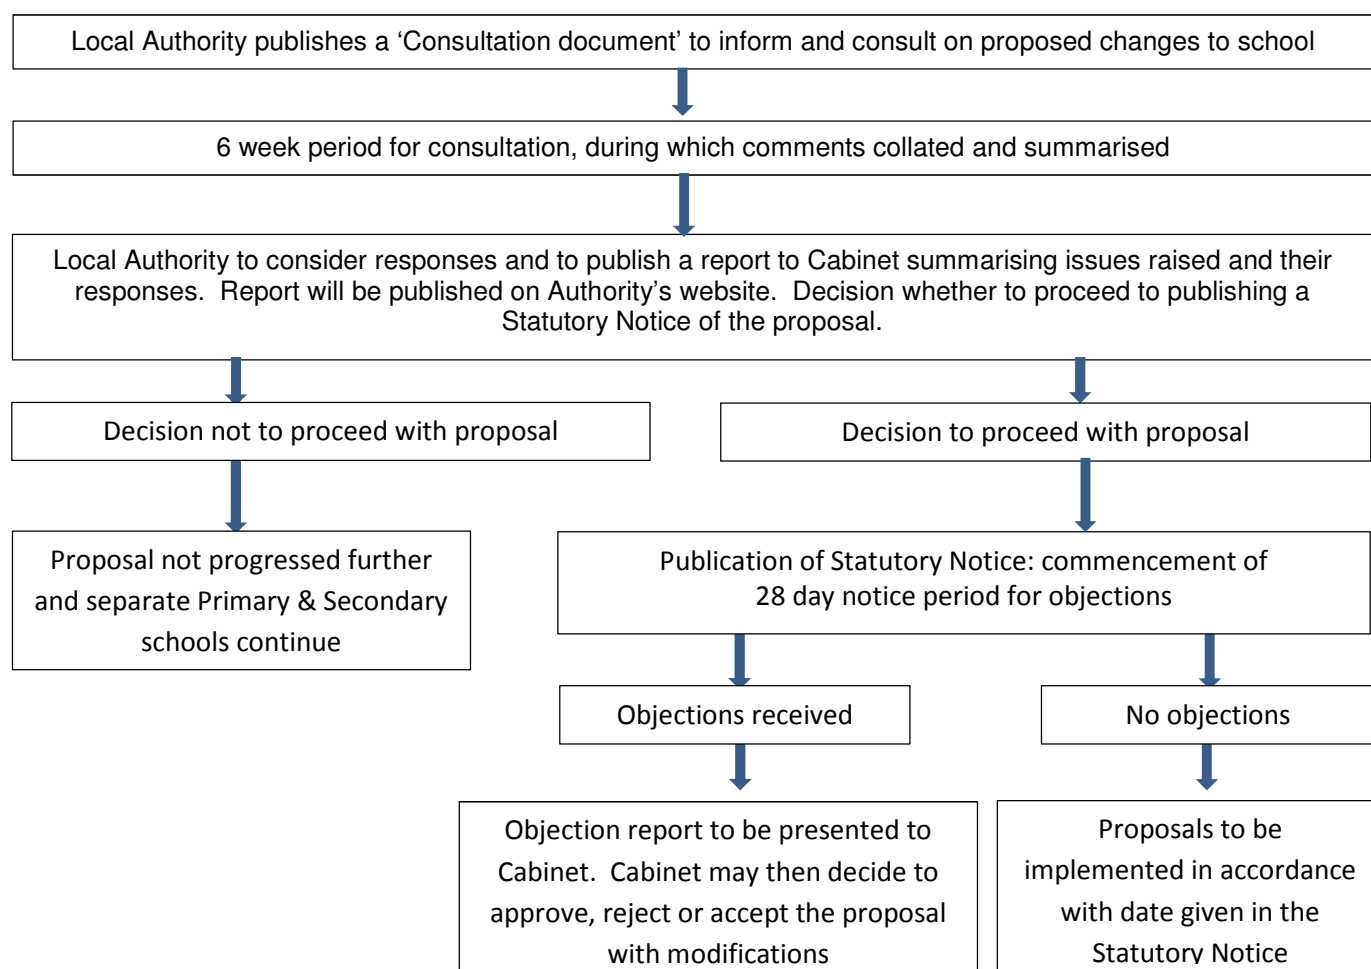 Local Authority publishes a ‘Consultation document’ to inform and consult on proposed changes to school
6 week period for consultation, during which comments collated and summarised
Local Authority to consider responses and to publish a report to Cabinet summarising issues raised and their
responses.  Report will be published on Authority’s website.  Decision whether to proceed to publishing a
Statutory Notice of the proposal.
Decision not to proceed with proposal
Decision to proceed with proposal
Proposal not progressed further
and separate Primary & Secondary
schools continue
Publication of Statutory Notice: commencement of
28 day notice period for objections
Objections received
No objections
Objection report to be presented to
Cabinet.  Cabinet may then decide to
approve, reject or accept the proposal
with modifications
Proposals to be
implemented in accordance
with date given in the
Statutory Notice